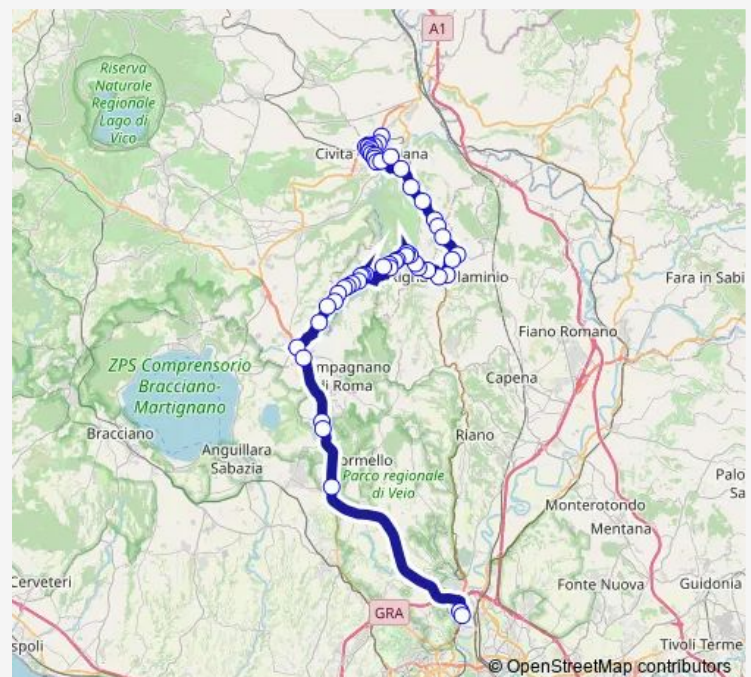 A1
Riserva
Naturale
Regionale
Lago di
Vico
Civita
ana
Flaminio
Fara in Sabi
Fiano Romano
ZPS Comprensorio
Bracciano-
Martignano
mpagnano
di Roma
Capena
Bracciano
Anguillara
Sabazia
Riano
ormello
Parco regionale
di Veio
Palo
Sa
Monterotondo
Mentana
Cerveteri
Fonte Nuova
Guidonia
GRA
spoli
Tivoli Terme
© OpenStreetMap contributors